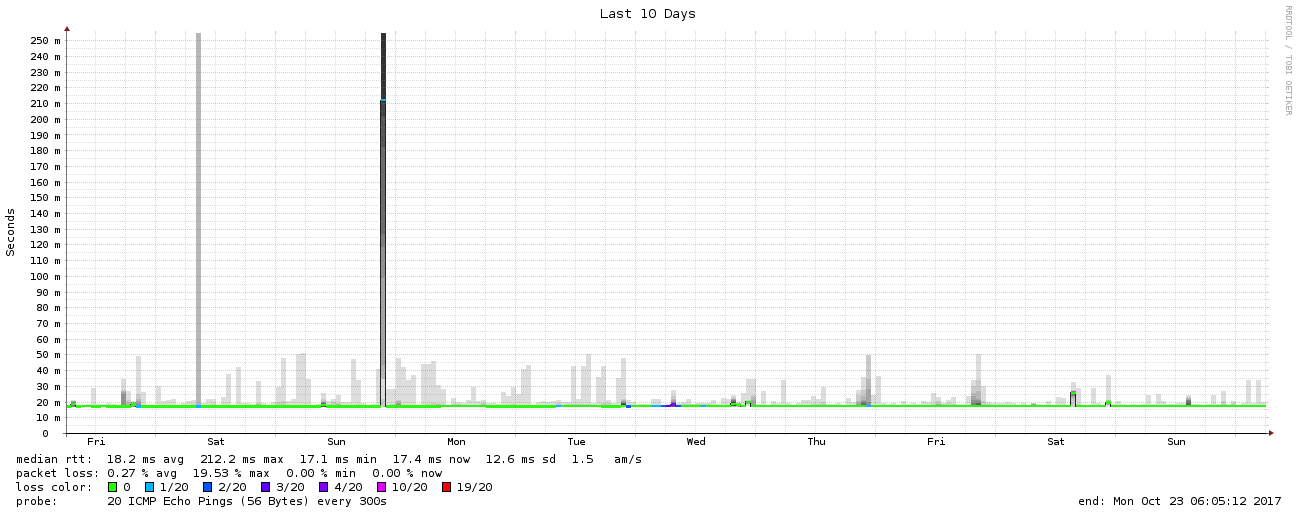 Last 10 Days
RRDTOOL / TOBI OETIKER
Seconds
250 m
240 m
230 m
220 m
210 m
200 m
190 m
180 m
170 m
160 m
150 m
140 m
130 m
120 m
110 m
100 m
90 m
80 m
70 m
60 m
50 m
40 m
30 m
20 m
10 m
0
Fri Sat Sun Mon Tue Wed Thu Fri Sat Sun
median rtt: 18.2 ms avg 212.2 ms max 17.1 ms min 17.4 ms now 12.6 ms sd 1.5 am/s
packet loss: 0.27 % avg 19.53 % max 0.00 % min 0.00 % now
loss color: 0 1/20 2/20 3/20 4/20 10/20 19/20
probe: 20 ICMP Echo Pings (56 Bytes) every 300s end: Mon Oct 23 06:05:12 2017